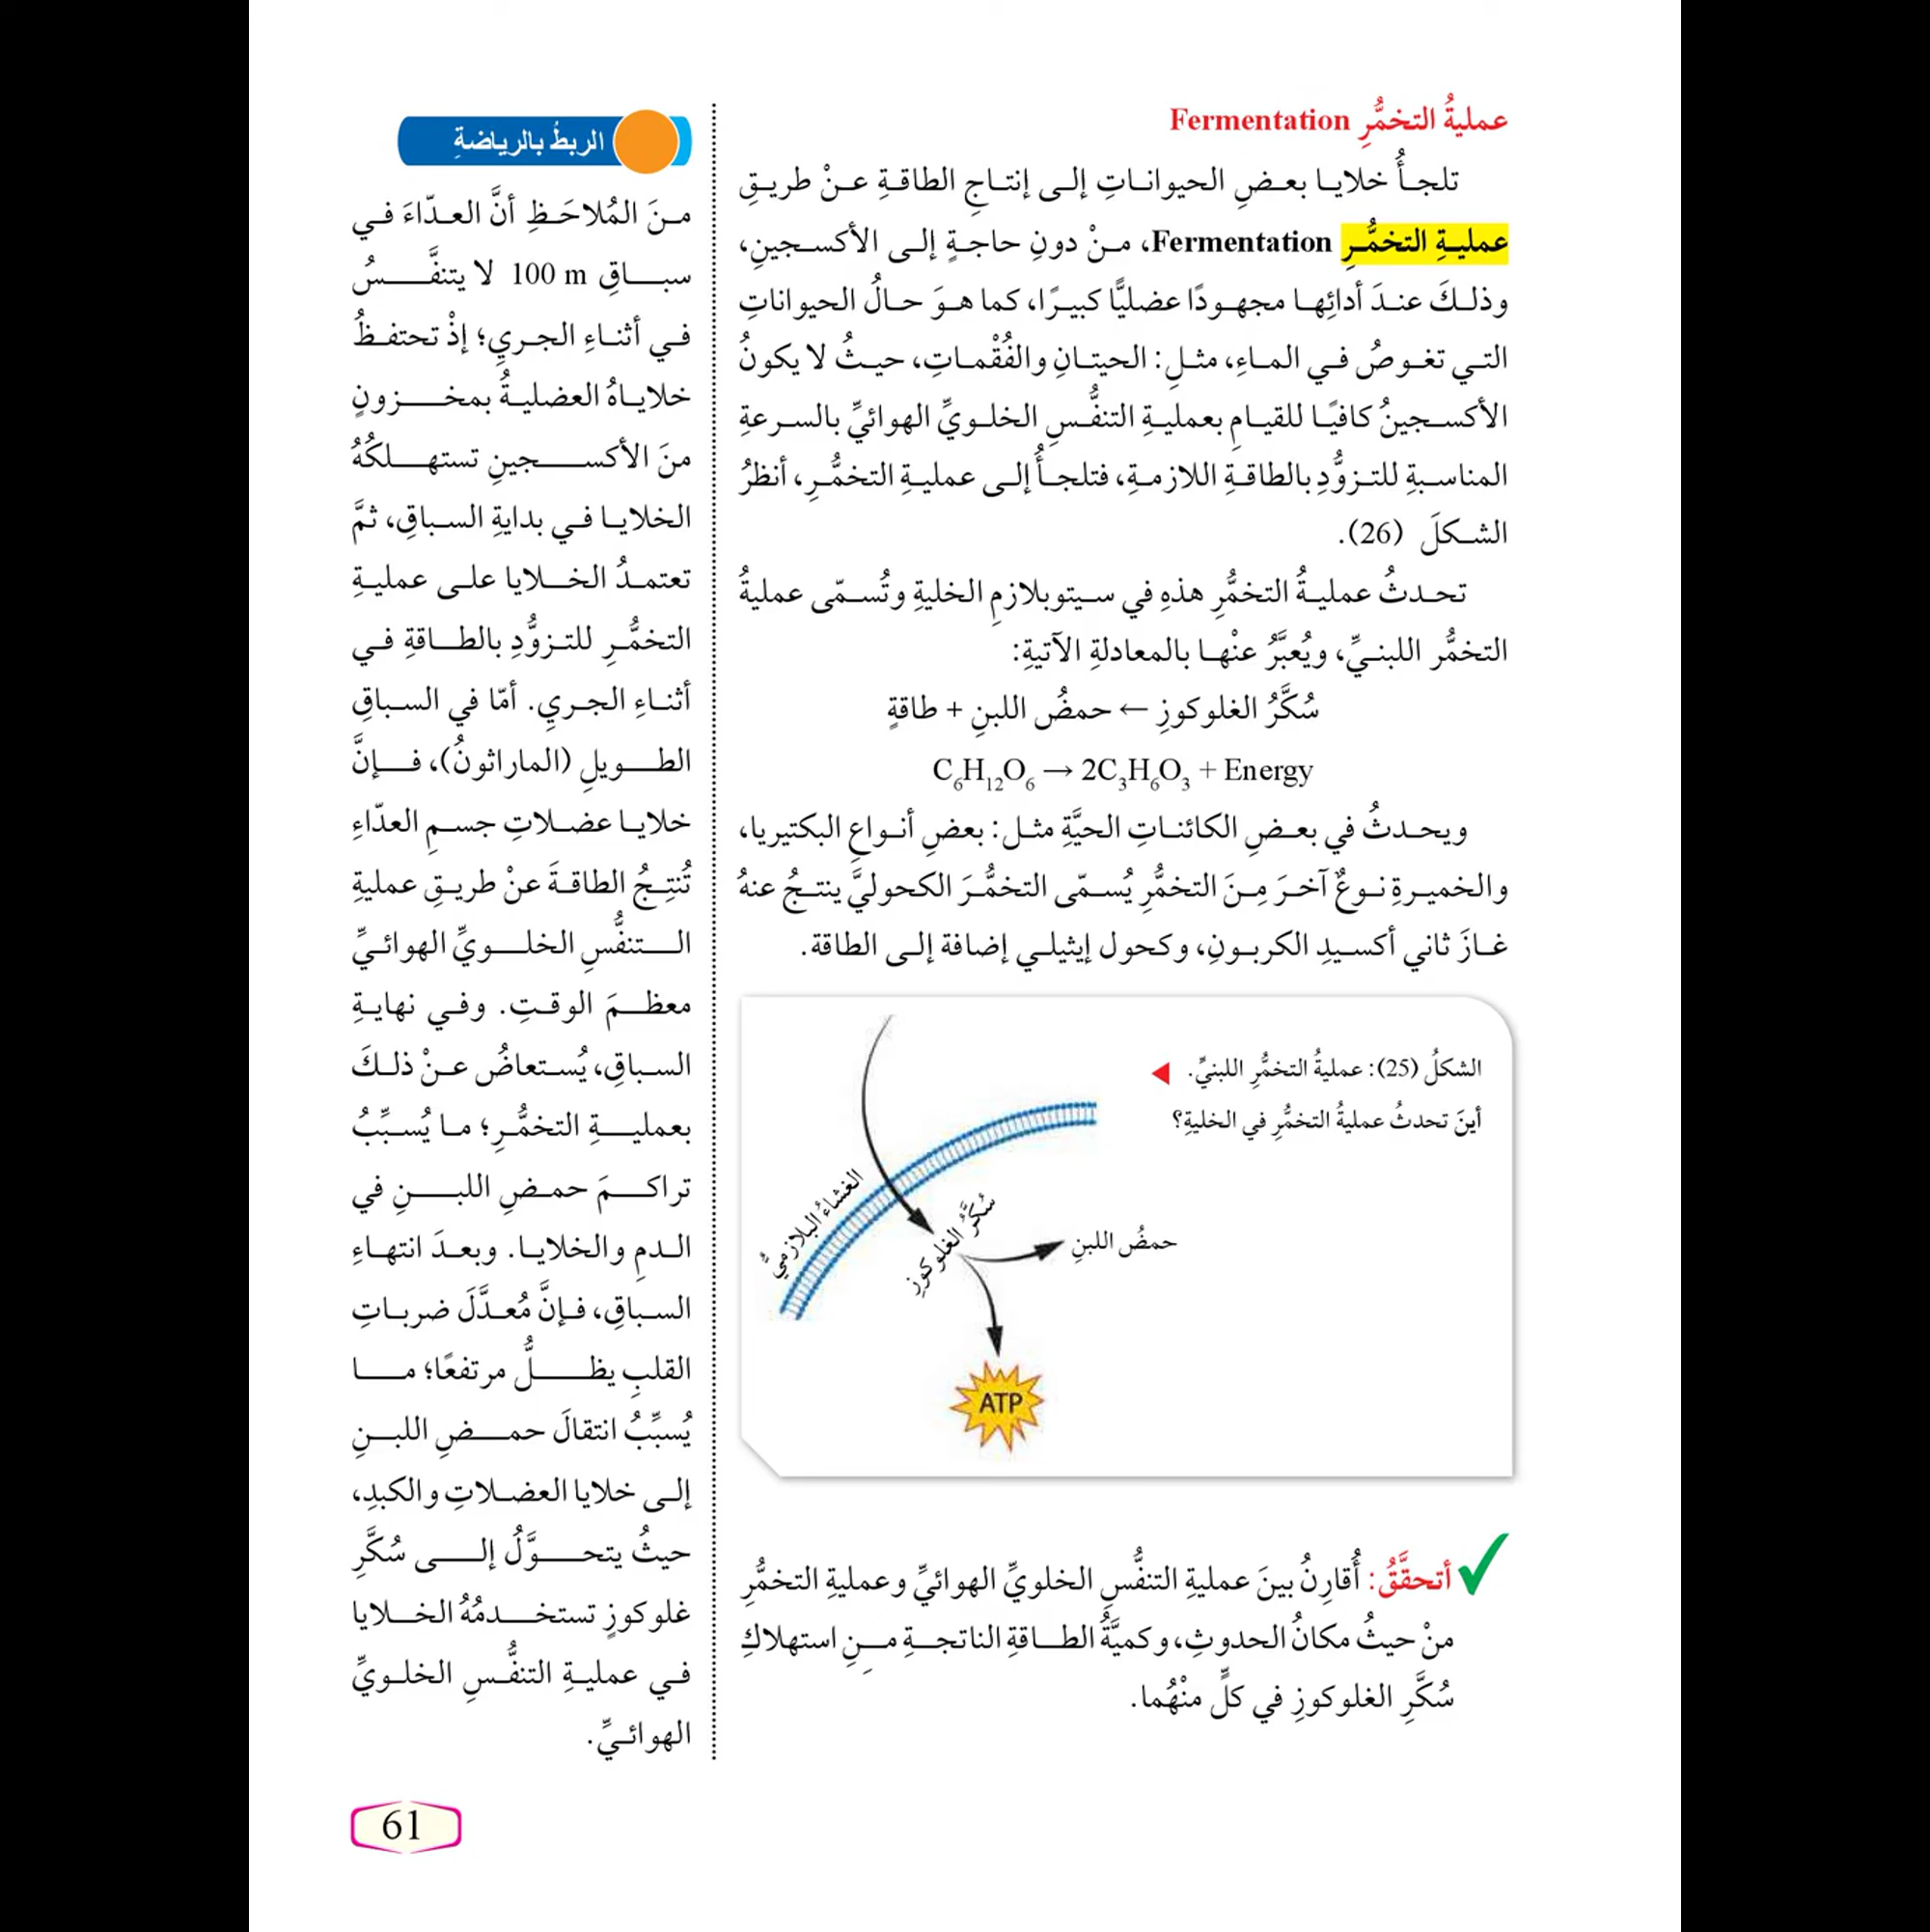 عمليةُ التخمُّرِ Fermentation
تلجأُ خلايا بعضِ الحيواناتِ إلى إنتاجِ الطاقةِ عنْ طريقِ
عمليةِ التخمُّرِ Fermentation، منْ دونِ حاجةٍ إلى الأكسجينِ،
وذلكَ عندَ أدائِها مجهودًا عضليًّا كبيرًا، كما هوَ حالُ الحيواناتِ
التي تغوصُ في الماءِ، مثلِ: الحيتانِ والفُقْماتِ، حيثُ لا يكونُ
الأكسجينُ كافيًا للقيامِ بعمليةِ التنفُّسِ الخلويِّ الهوائيِّ بالسرعةِ
المناسبةِ للتزوُّدِ بالطاقةِ اللازمةِ، فتلجأُ إلى عمليةِ التخمُّرِ، أنظرُ
الشكلَ (26).
تحدثُ عمليةُ التخمُّرِ هذهِ في سيتوبلازمِ الخليةِ وتُسمّى عمليةُ
التخمُّر اللبنيِّ، ويُعبَّرُ عنْها بالمعادلةِ الآتيةِ:
سُكَّرُ الغلوكوزِ ← حمضُ اللبنِ + طاقةٍ
C₆H₁₂O₆ → 2C₃H₆O₃ + Energy
ويحدثُ في بعضِ الكائناتِ الحيَّةِ مثل: بعضِ أنواعِ البكتيريا،
والخميرةِ نوعٌ آخرَ مِنَ التخمُّرِ يُسمّى التخمُّرَ الكحوليَّ ينتجُ عنهُ
غازَ ثاني أكسيدِ الكربونِ، وكحول إيثيلي إضافة إلى الطاقة.
الشكلُ (25): عمليةُ التخمُّرِ اللبنيِّ.
أينَ تحدثُ عمليةُ التخمُّرِ في الخليةِ؟
الغشاءُ البلازميُّ
سُكَّرُ الغلوكوزِ
حمضُ اللبنِ
ATP
أتحقَّقُ: أُقارِنُ بينَ عمليةِ التنفُّسِ الخلويِّ الهوائيِّ وعمليةِ التخمُّرِ
منْ حيثُ مكانُ الحدوثِ، وكميَّةُ الطاقةِ الناتجةِ مِنِ استهلاكِ
سُكَّرِ الغلوكوزِ في كلٍّ منْهُما.
الربطُ بالرياضةِ
منَ المُلاحَظِ أنَّ العدّاءَ في
سباقِ 100 m لا يتنفَّسُ
في أثناءِ الجريِ؛ إذْ تحتفظُ
خلاياهُ العضليةُ بمخزونٍ
منَ الأكسجينِ تستهلكُهُ
الخلايا في بدايةِ السباقِ، ثمَّ
تعتمدُ الخلايا على عمليةِ
التخمُّرِ للتزوُّدِ بالطاقةِ في
أثناءِ الجريِ. أمّا في السباقِ
الطويلِ (الماراثونُ)، فإنَّ
خلايا عضلاتِ جسمِ العدّاءِ
تُنتِجُ الطاقةَ عنْ طريقِ عمليةِ
التنفُّسِ الخلويِّ الهوائيِّ
معظمَ الوقتِ. وفي نهايةِ
السباقِ، يُستعاضُ عنْ ذلكَ
بعمليةِ التخمُّرِ؛ ما يُسبِّبُ
تراكمَ حمضِ اللبنِ في
الدمِ والخلايا. وبعدَ انتهاءِ
السباقِ، فإنَّ مُعدَّلَ ضرباتِ
القلبِ يظلُّ مرتفعًا؛ ما
يُسبِّبُ انتقالَ حمضِ اللبنِ
إلى خلايا العضلاتِ والكبدِ،
حيثُ يتحوَّلُ إلى سُكَّرِ
غلوكوزٍ تستخدمُهُ الخلايا
في عمليةِ التنفُّسِ الخلويِّ
الهوائيِّ.
61